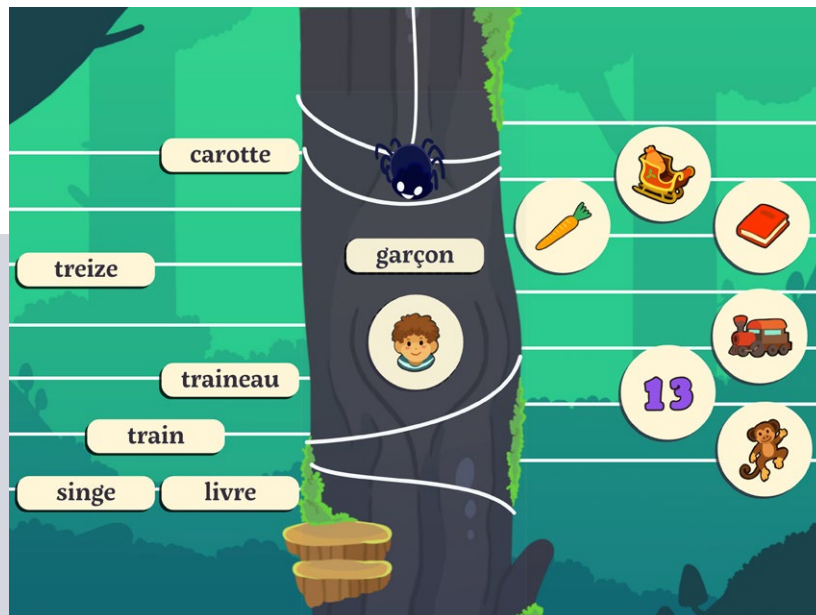 carotte
treize
garçon
traineau
train
13
singe
livre